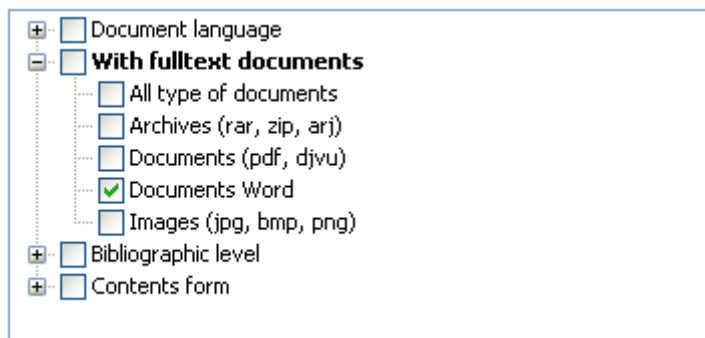 Document language
With fulltext documents
All type of documents
Archives (rar, zip, arj)
Documents (pdf, djvu)
Documents Word
Images (jpg, bmp, png)
Bibliographic level
Contents form